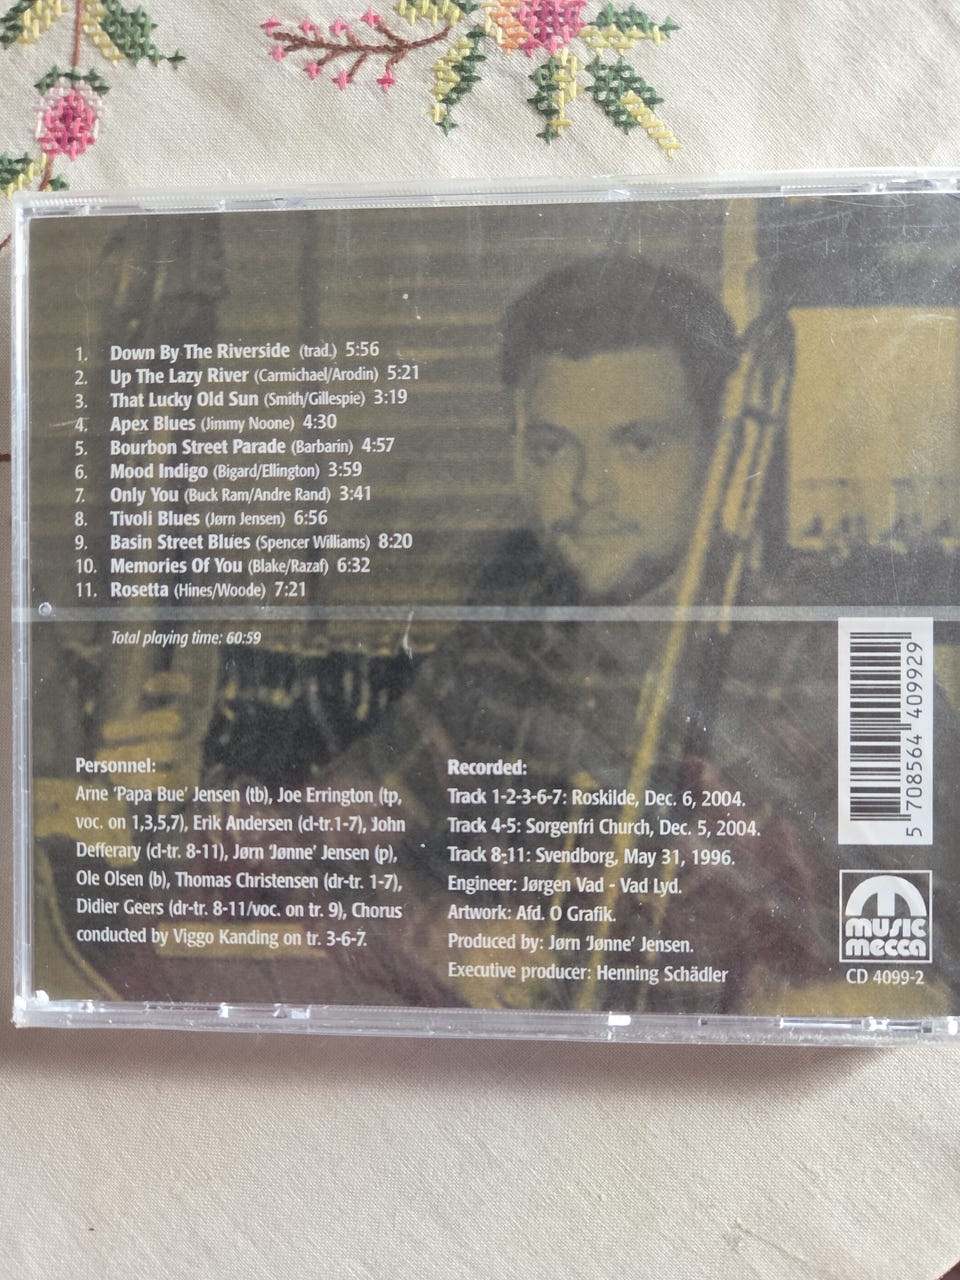 1. Down By The Riverside (trad.) 5:56
2. Up The Lazy River (Carmichael/Arodin) 5:21
3. That Lucky Old Sun (Smith/Gillespie) 3:19
4. Apex Blues (Jimmy Noone) 4:30
5. Bourbon Street Parade (Barbarin) 4:57
6. Mood Indigo (Bigard/Ellington) 3:59
7. Only You (Buck Ram/Andre Rand) 3:41
8. Tivoli Blues (Jørn Jensen) 6:56
9. Basin Street Blues (Spencer Williams) 8:20
10. Memories Of You (Blake/Razaf) 6:32
11. Rosetta (Hines/Woode) 7:21
Total playing time: 60:59
Personnel:
Arne 'Papa Bue' Jensen (tb), Joe Errington (tp,
voc. on 1,3,5,7), Erik Andersen (cl-tr.1-7), John
Defferary (cl-tr. 8-11), Jørn 'Jønne' Jensen (p),
Ole Olsen (b), Thomas Christensen (dr-tr. 1-7),
Didier Geers (dr-tr. 8-11/voc. on tr. 9), Chorus
conducted by Viggo Kanding on tr. 3-6-7.
Recorded:
Track 1-2-3-6-7: Roskilde, Dec. 6, 2004.
Track 4-5: Sorgenfri Church, Dec. 5, 2004.
Track 8-11: Svendborg, May 31, 1996.
Engineer: Jørgen Vad - Vad Lyd.
Artwork: Afd. O Grafik.
Produced by: Jørn 'Jønne' Jensen.
Executive producer: Henning Schädler
5 708564 409929
music
mecca
CD 4099-2